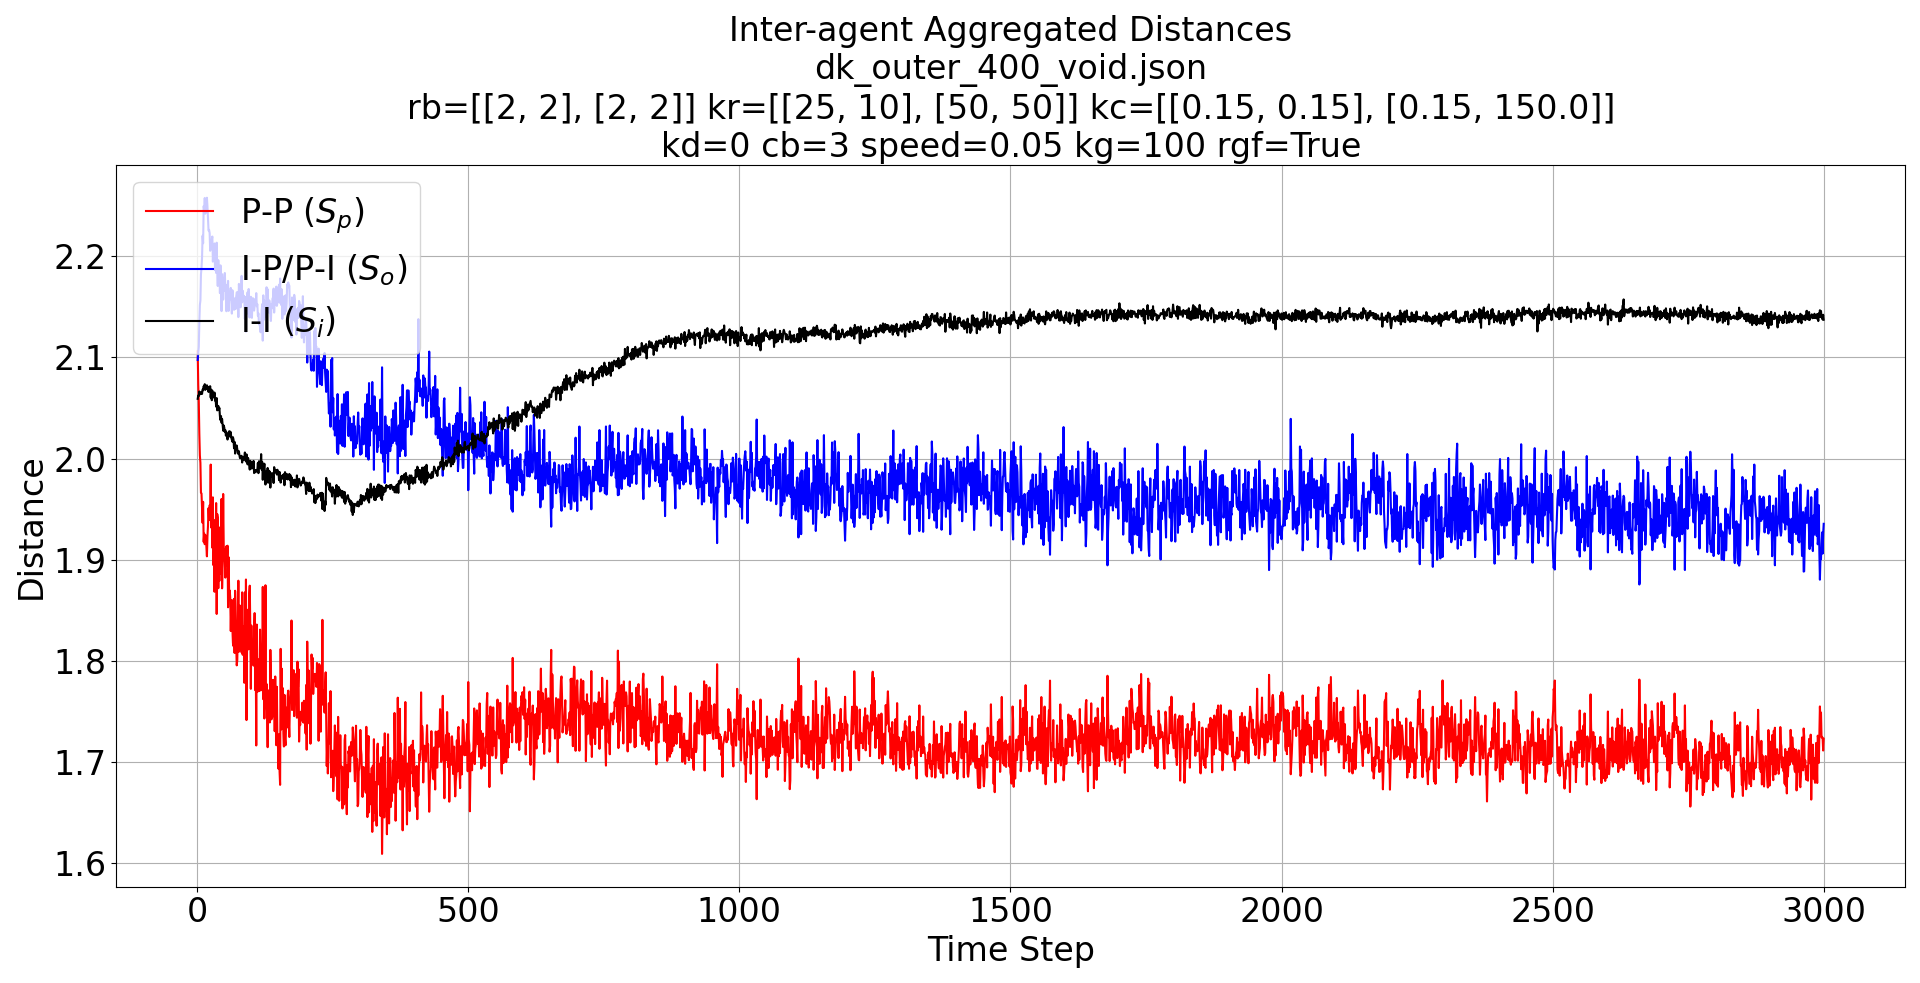 Inter-agent Aggregated Distances
dk_outer_400_void.json
rb=[[2, 2], [2, 2]] kr=[[25, 10], [50, 50]] kc=[[0.15, 0.15], [0.15, 150.0]]
kd=0 cb=3 speed=0.05 kg=100 rgf=True
P-P (Sp)
I-P/P-I (So)
I-I (Si)
2.2
2.1
2.0
1.9
1.8
1.7
1.6
Distance
0 500 1000 1500 2000 2500 3000
Time Step